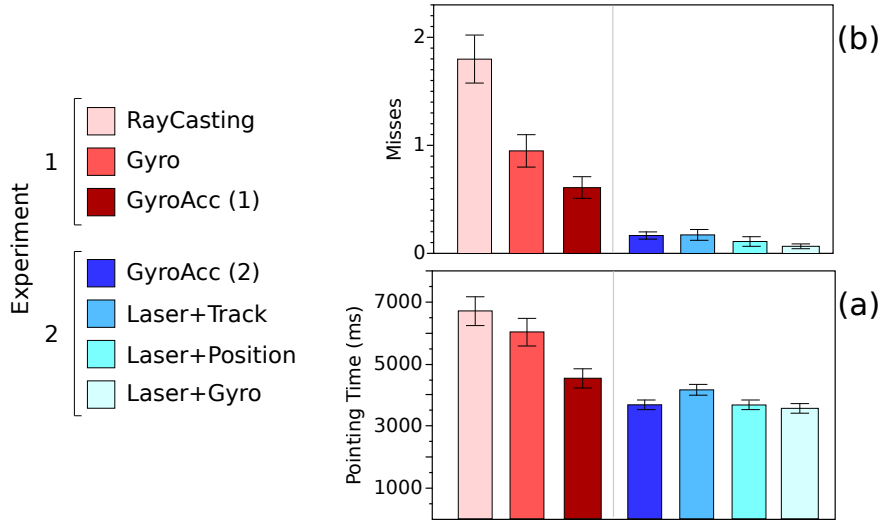 Experiment
1
RayCasting
Gyro
GyroAcc (1)
2
GyroAcc (2)
Laser+Track
Laser+Position
Laser+Gyro
(b)
Misses
2
1
0
(a)
Pointing Time (ms)
7000
5000
3000
1000